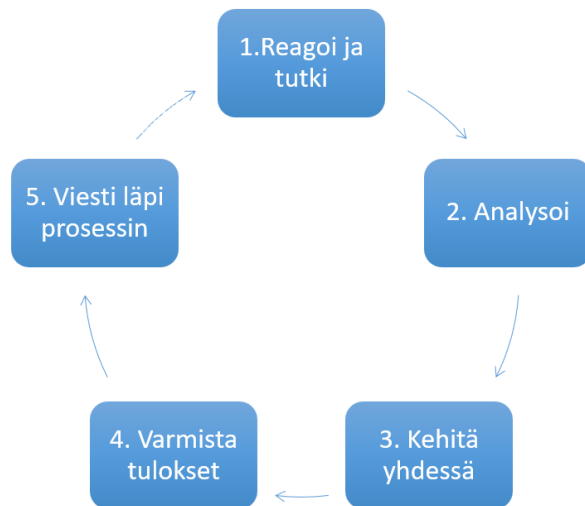 1.Reagoi ja
tutki
2. Analysoi
3. Kehitä
yhdessä
4. Varmista
tulokset
5. Viesti läpi
prosessin